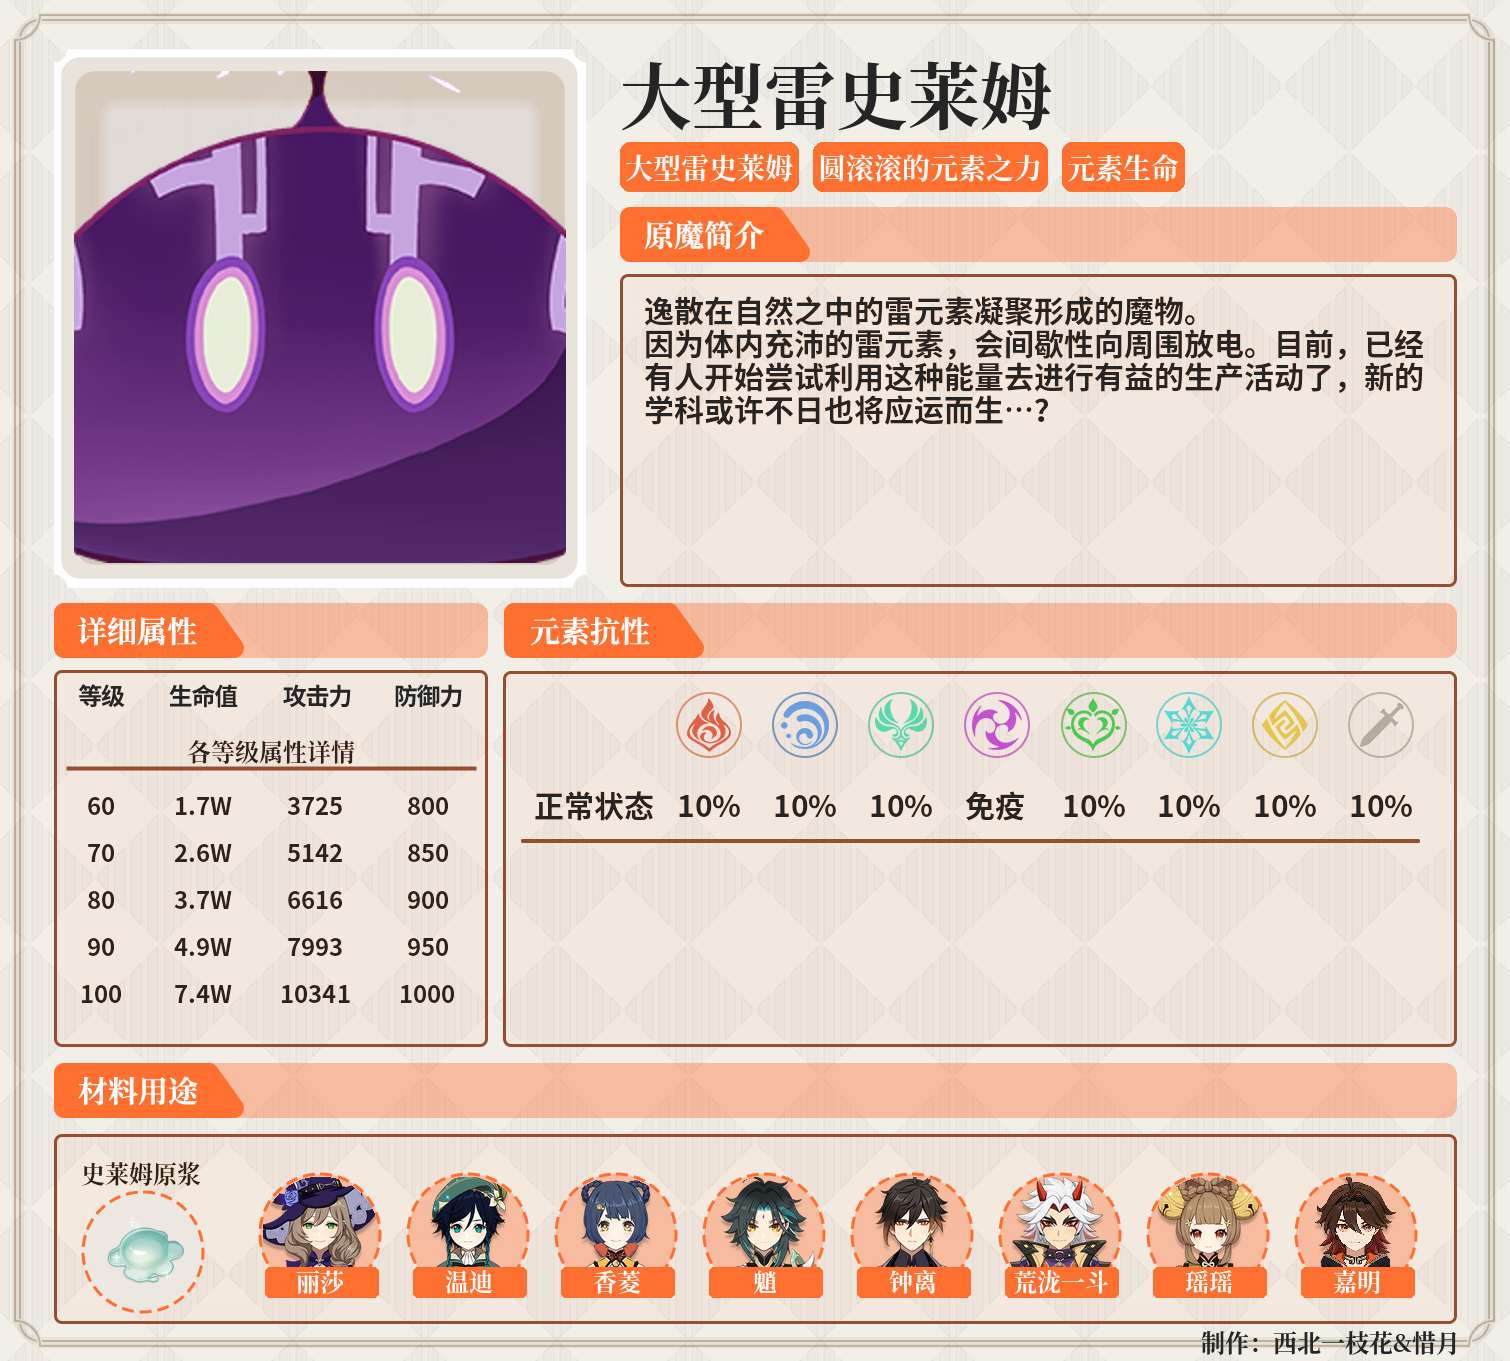 大型雷史莱姆
大型雷史莱姆 圆滚滚的元素之力 元素生命
原魔简介
逸散在自然之中的雷元素凝聚形成的魔物。
因为体内充沛的雷元素，会间歇性向周围放电。目前，已经
有人开始尝试利用这种能量去进行有益的生产活动了，新的
学科或许不日也将应运而生…？
详细属性
等级 生命值 攻击力 防御力
各等级属性详情
60 1.7W 3725 800
70 2.6W 5142 850
80 3.7W 6616 900
90 4.9W 7993 950
100 7.4W 10341 1000
元素抗性
正常状态 10% 10% 10% 免疫 10% 10% 10% 10%
材料用途
史莱姆原浆
丽莎 温迪 香菱 魈 钟离 荒泷一斗 瑶瑶 嘉明
制作：西北一枝花&惜月